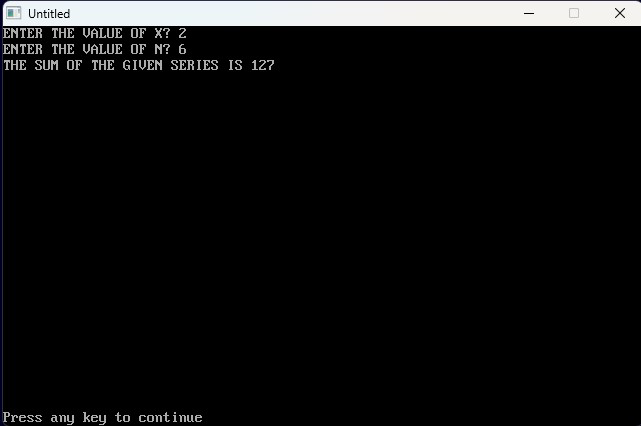 Untitled
ENTER THE VALUE OF X? 2
ENTER THE VALUE OF N? 6
THE SUM OF THE GIVEN SERIES IS 127
Press any key to continue